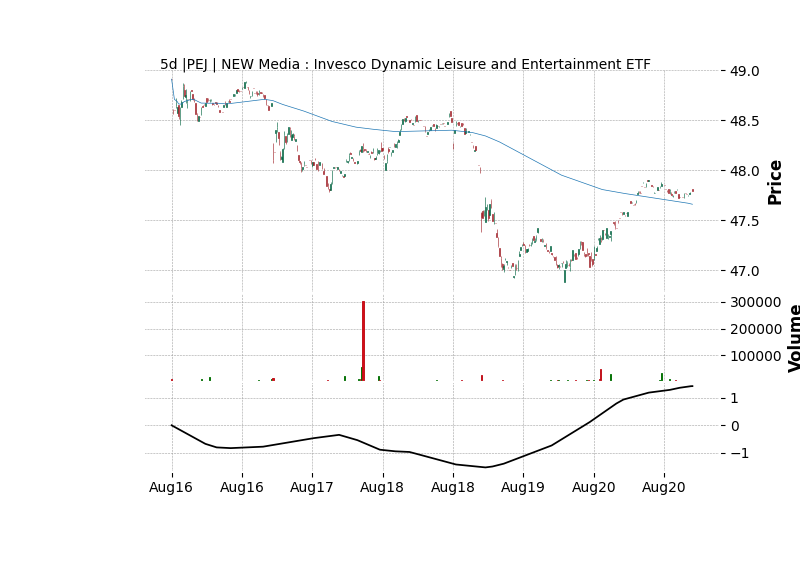 5d |PEJ | NEW Media : Invesco Dynamic Leisure and Entertainment ETF
49.0
48.5
48.0
47.5
47.0
Price
300000
200000
100000
Volume
1
0
−1
Aug16 Aug16 Aug17 Aug18 Aug18 Aug19 Aug20 Aug20